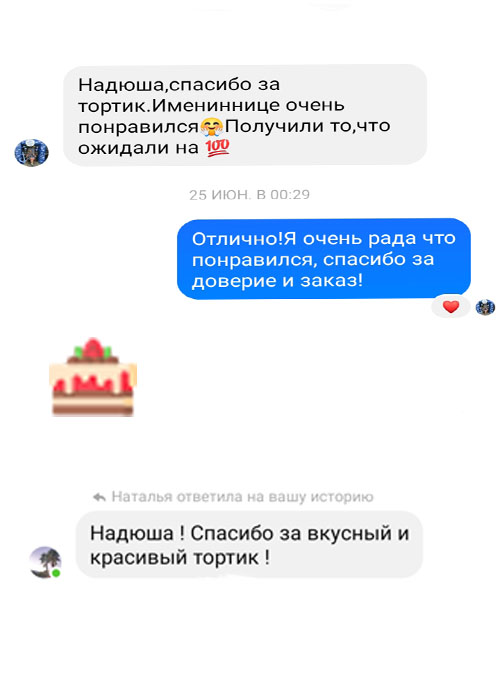 Надюша,спасибо за
тортик.Имениннице очень
понравился🤗Получили то,что
ожидали на 💯
25 ИЮН. В 00:29
Отлично!Я очень рада что
понравился, спасибо за
доверие и заказ!
Наталья ответила на вашу историю
Надюша ! Спасибо за вкусный и
красивый тортик !